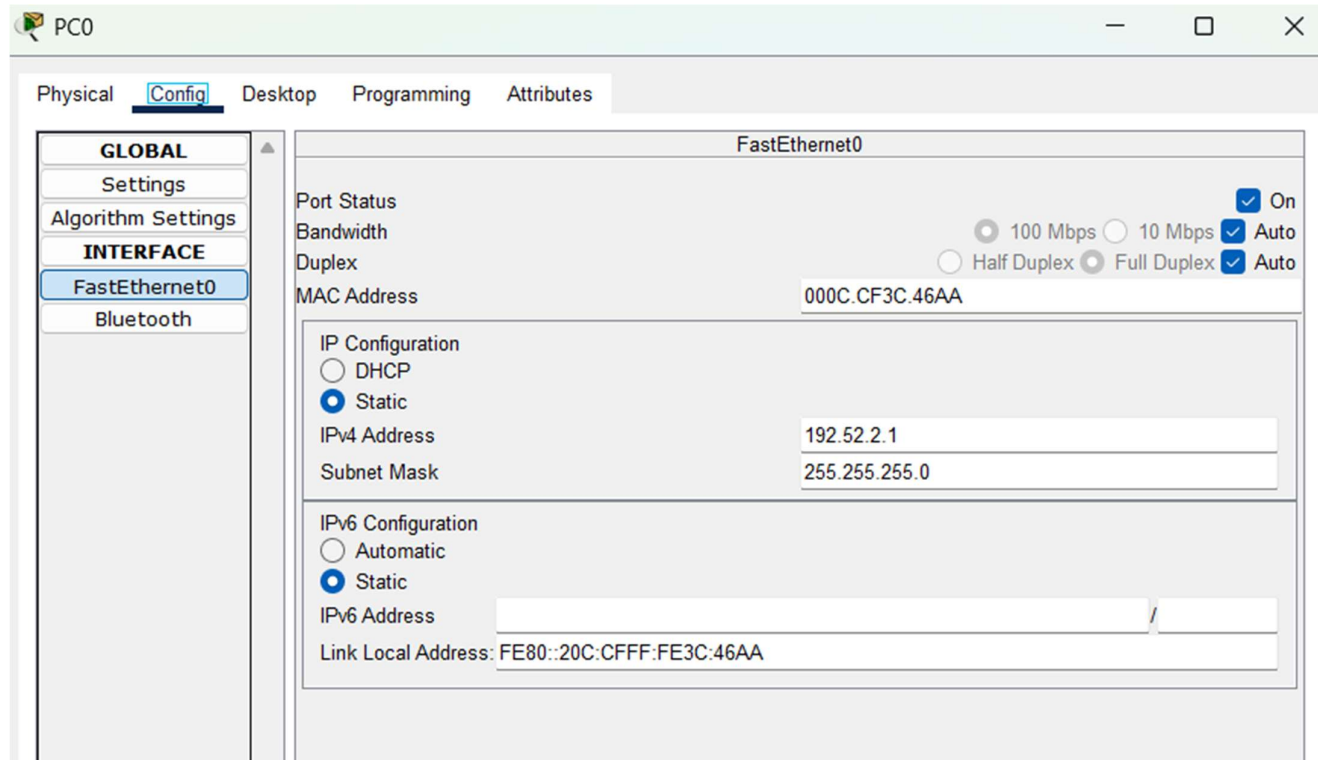 PC0
Physical Config Desktop Programming Attributes
GLOBAL
Settings
Algorithm Settings
INTERFACE
FastEthernet0
Bluetooth
FastEthernet0
Port Status On
Bandwidth 100 Mbps 10 Mbps Auto
Duplex Half Duplex Full Duplex Auto
MAC Address 000C.CF3C.46AA
IP Configuration
DHCP
Static
IPv4 Address 192.52.2.1
Subnet Mask 255.255.255.0
IPv6 Configuration
Automatic
Static
IPv6 Address /
Link Local Address: FE80::20C:CFFF:FE3C:46AA